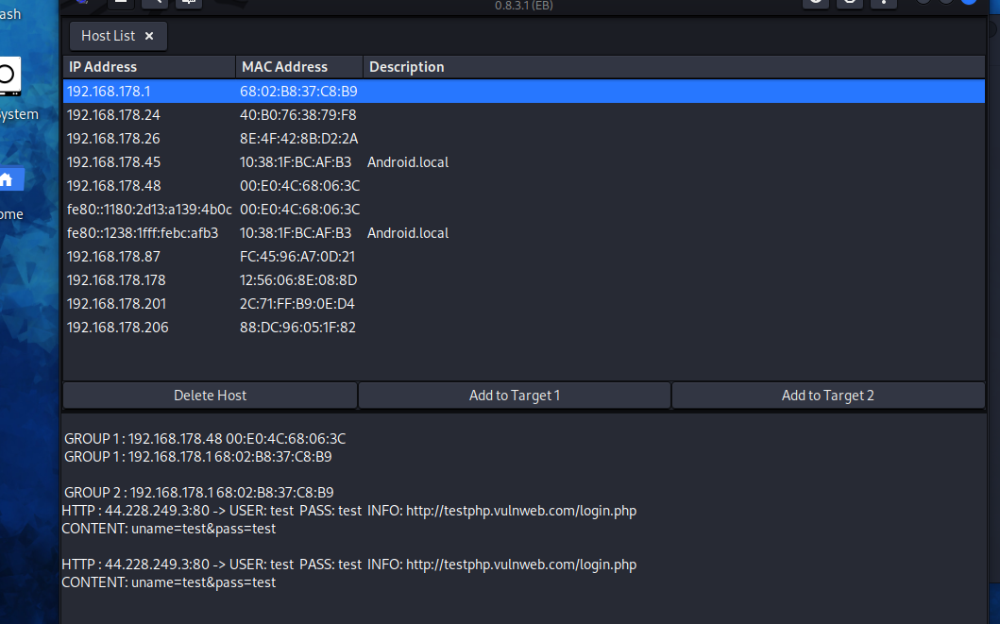 0.8.3.1 (EB)
ash
Host List ×
IP Address MAC Address Description
192.168.178.1 68:02:B8:37:C8:B9
192.168.178.24 40:B0:76:38:79:F8
ystem
192.168.178.26 8E:4F:42:8B:D2:2A
192.168.178.45 10:38:1F:BC:AF:B3 Android.local
192.168.178.48 00:E0:4C:68:06:3C
fe80::1180:2d13:a139:4b0c 00:E0:4C:68:06:3C
ome
fe80::1238:1fff:febc:afb3 10:38:1F:BC:AF:B3 Android.local
192.168.178.87 FC:45:96:A7:0D:21
192.168.178.178 12:56:06:8E:08:8D
192.168.178.201 2C:71:FF:B9:0E:D4
192.168.178.206 88:DC:96:05:1F:82
Delete Host Add to Target 1 Add to Target 2
GROUP 1 : 192.168.178.48 00:E0:4C:68:06:3C
GROUP 1 : 192.168.178.1 68:02:B8:37:C8:B9
GROUP 2 : 192.168.178.1 68:02:B8:37:C8:B9
HTTP : 44.228.249.3:80 -> USER: test PASS: test INFO: http://testphp.vulnweb.com/login.php
CONTENT: uname=test&pass=test
HTTP : 44.228.249.3:80 -> USER: test PASS: test INFO: http://testphp.vulnweb.com/login.php
CONTENT: uname=test&pass=test